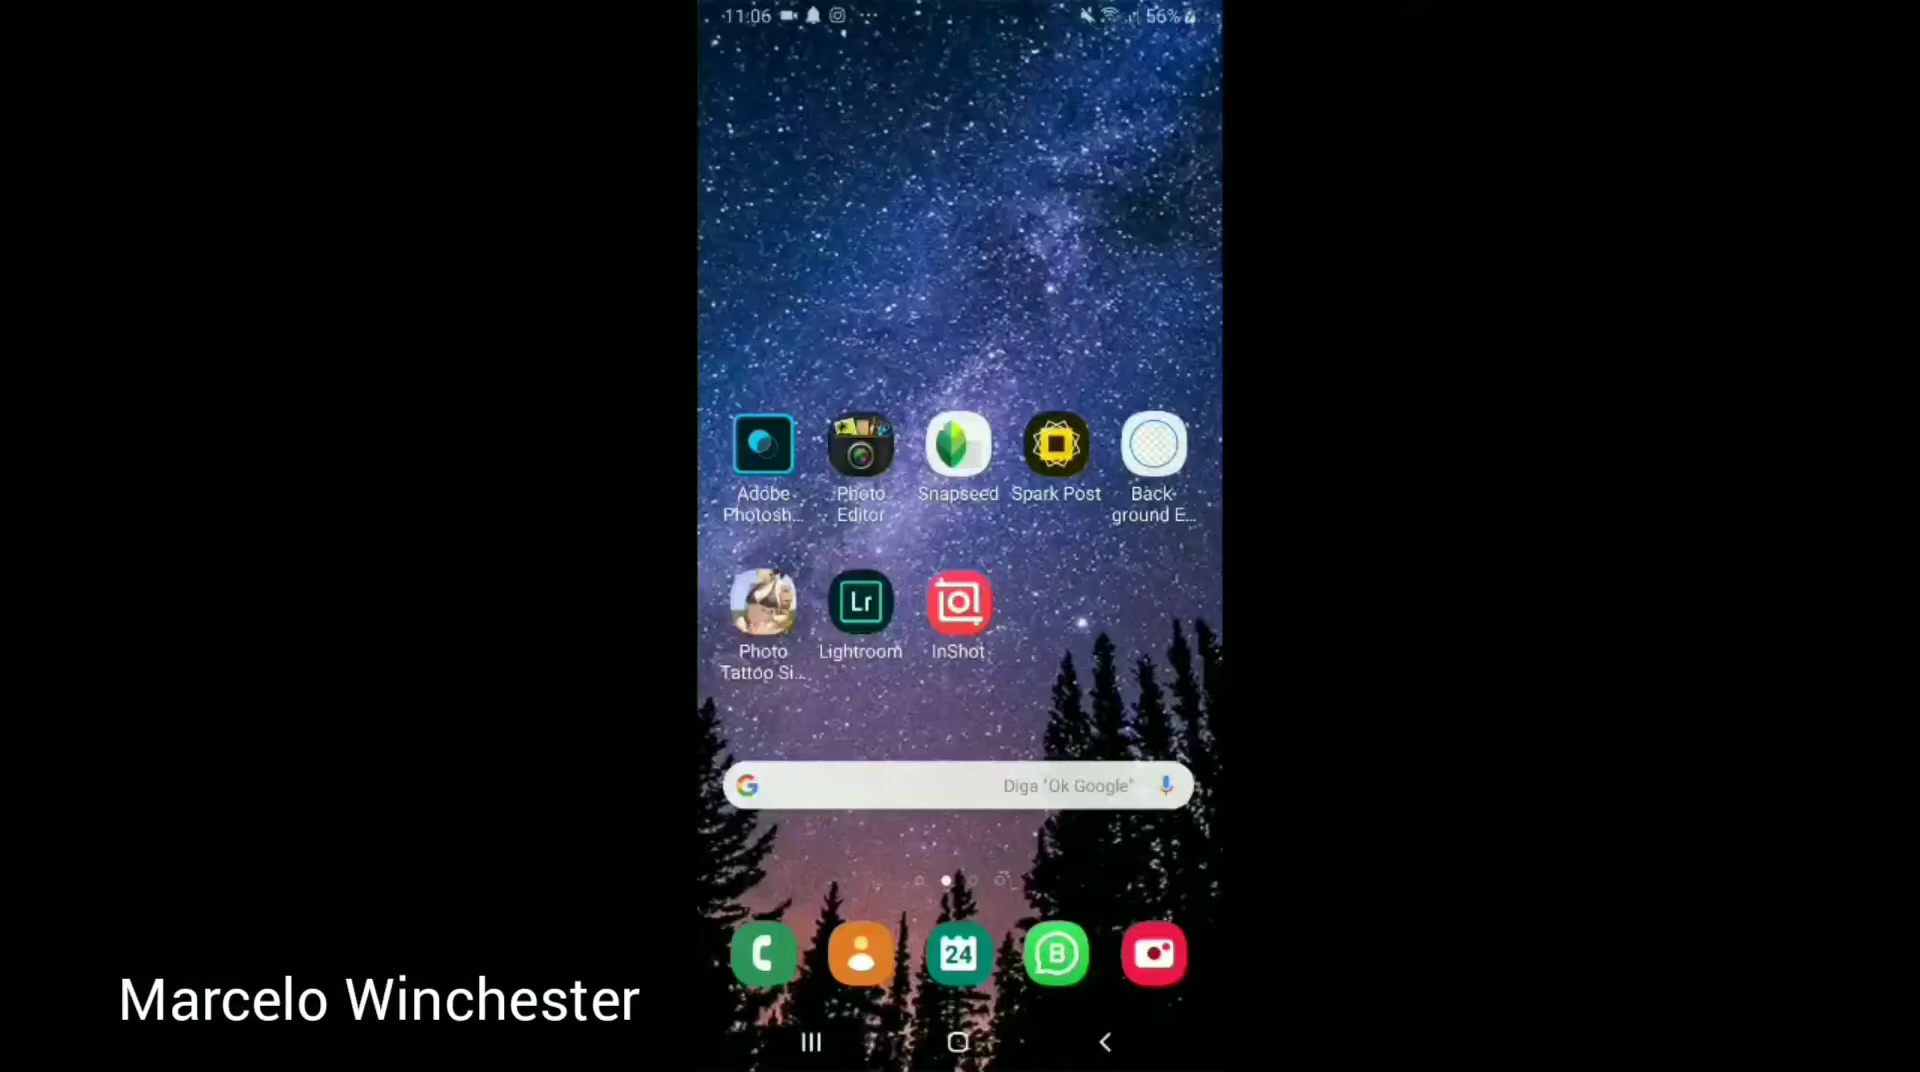 11:06
56%
Adobe Photosh... Photo Editor Snapseed Spark Post Back-ground E...
Photo Tattoo Si... Lr Lightroom InShot
G Diga "Ok Google"
24 B
Marcelo Winchester